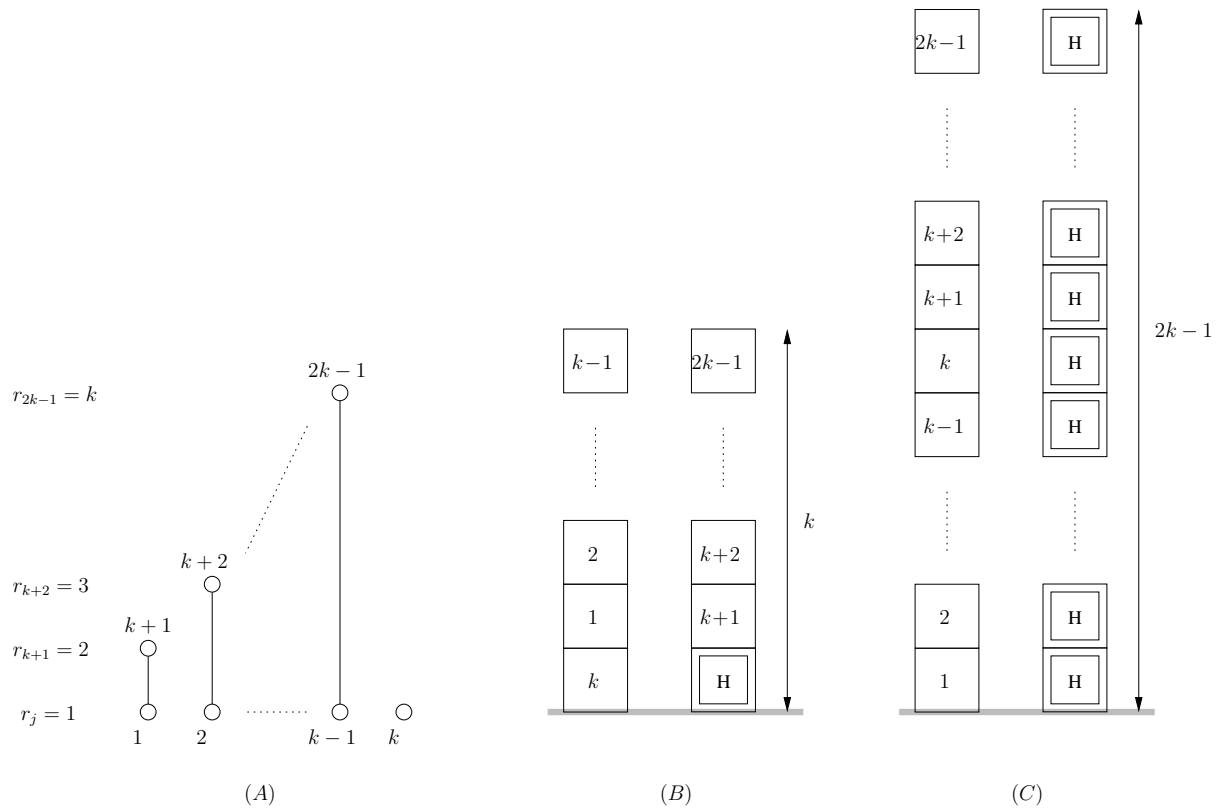 r_{2k−1} = k
r_{k+2} = 3
r_{k+1} = 2
r_j = 1
2k − 1
k + 2
k + 1
1
2
k − 1
k
(A)
k−1
2k−1
2
k+2
1
k+1
k
H
k
(B)
2k−1
H
k+2
H
k+1
H
k
H
k−1
H
2
H
1
H
2k − 1
(C)